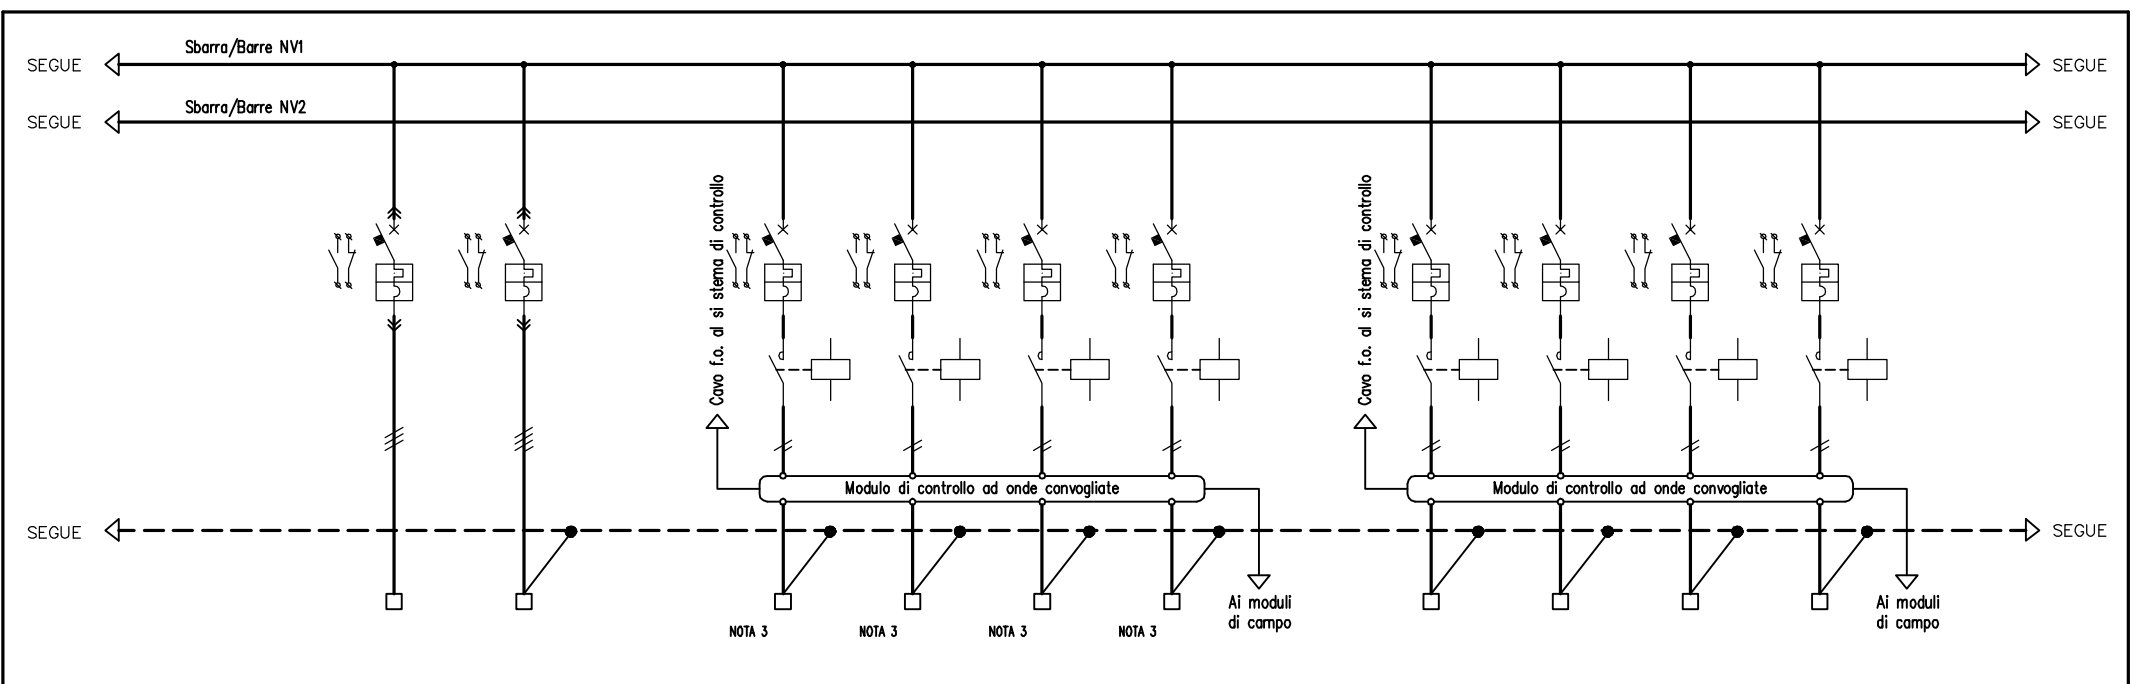 Sbarra/Barre NV1
SEGUE
SEGUE
Sbarra/Barre NV2
SEGUE
SEGUE
Cavo f.o. al si stema di controllo
Cavo f.o. al si stema di controllo
Modulo di controllo ad onde convogliate
Modulo di controllo ad onde convogliate
SEGUE
SEGUE
Ai moduli
di campo
Ai moduli
di campo
NOTA 3
NOTA 3
NOTA 3
NOTA 3